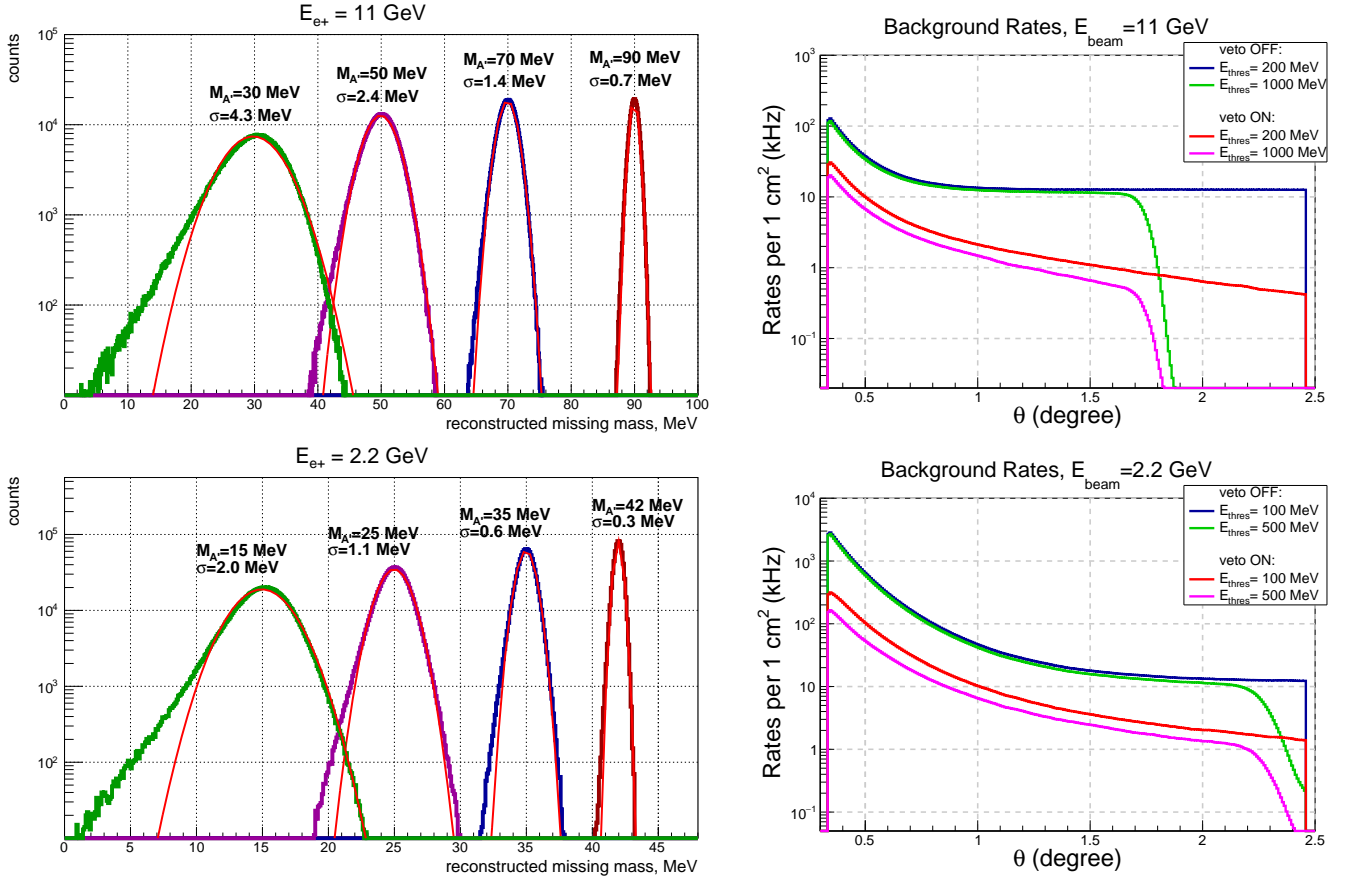 E_e+ = 11 GeV
counts
10^5
10^4
10^3
10^2
M_A'=30 MeV
σ=4.3 MeV
M_A'=50 MeV
σ=2.4 MeV
M_A'=70 MeV
σ=1.4 MeV
M_A'=90 MeV
σ=0.7 MeV
0 10 20 30 40 50 60 70 80 90 100
reconstructed missing mass, MeV
Background Rates, E_beam=11 GeV
Rates per 1 cm^2 (kHz)
10^3
10^2
10
1
10^-1
veto OFF:
E_thres= 200 MeV
E_thres= 1000 MeV
veto ON:
E_thres= 200 MeV
E_thres= 1000 MeV
0.5 1 1.5 2 2.5
θ (degree)
E_e+ = 2.2 GeV
counts
10^5
10^4
10^3
10^2
M_A'=15 MeV
σ=2.0 MeV
M_A'=25 MeV
σ=1.1 MeV
M_A'=35 MeV
σ=0.6 MeV
M_A'=42 MeV
σ=0.3 MeV
0 5 10 15 20 25 30 35 40 45
reconstructed missing mass, MeV
Background Rates, E_beam=2.2 GeV
Rates per 1 cm^2 (kHz)
10^4
10^3
10^2
10
1
10^-1
veto OFF:
E_thres= 100 MeV
E_thres= 500 MeV
veto ON:
E_thres= 100 MeV
E_thres= 500 MeV
0.5 1 1.5 2 2.5
θ (degree)